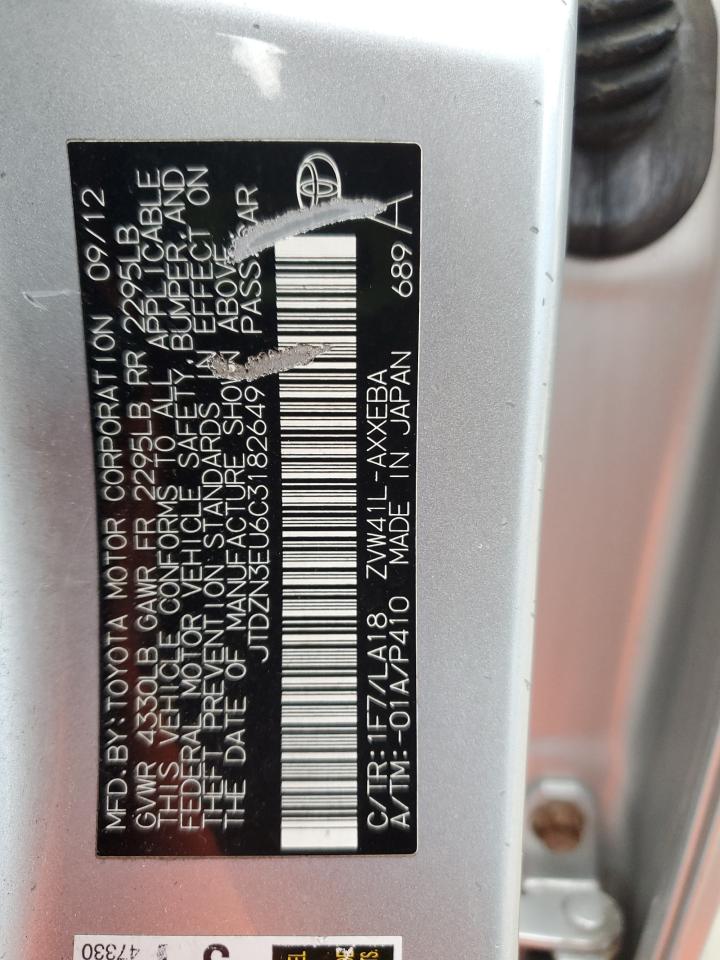 MFD.BY:TOYOTA MOTOR CORPORATION 09/12
GVWR 4330LB GAWR FR 2295LB RR 2295LB
THIS VEHICLE CONFORMS TO ALL APPLICABLE
FEDERAL MOTOR VEHICLE SAFETY, BUMPER, AND
THEFT PREVENTION STANDARDS IN EFFECT ON
THE DATE OF MANUFACTURE SHOWN ABOVE.
JTDZN3EU6C3182649
C/TR:1F7/LA18 ZVW41L-AXXEBA
A/TM:-01A/P410 MADE IN JAPAN 689 A
47330